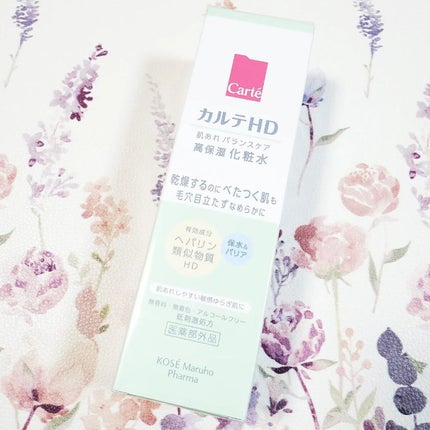 Carté
カルテHD
肌あれ バランスケア
高保湿 化粧水
乾燥するのに べたつく肌も
毛穴目立たず なめらかに
有効成分
ヘパリン
類似物質
HD
保水&
バリア
肌あれしやすい敏感ゆらぎ肌に
無香料 無着色 アルコールフリー
低刺激処方
医薬部外品
KOSÉ Maruho
Pharma